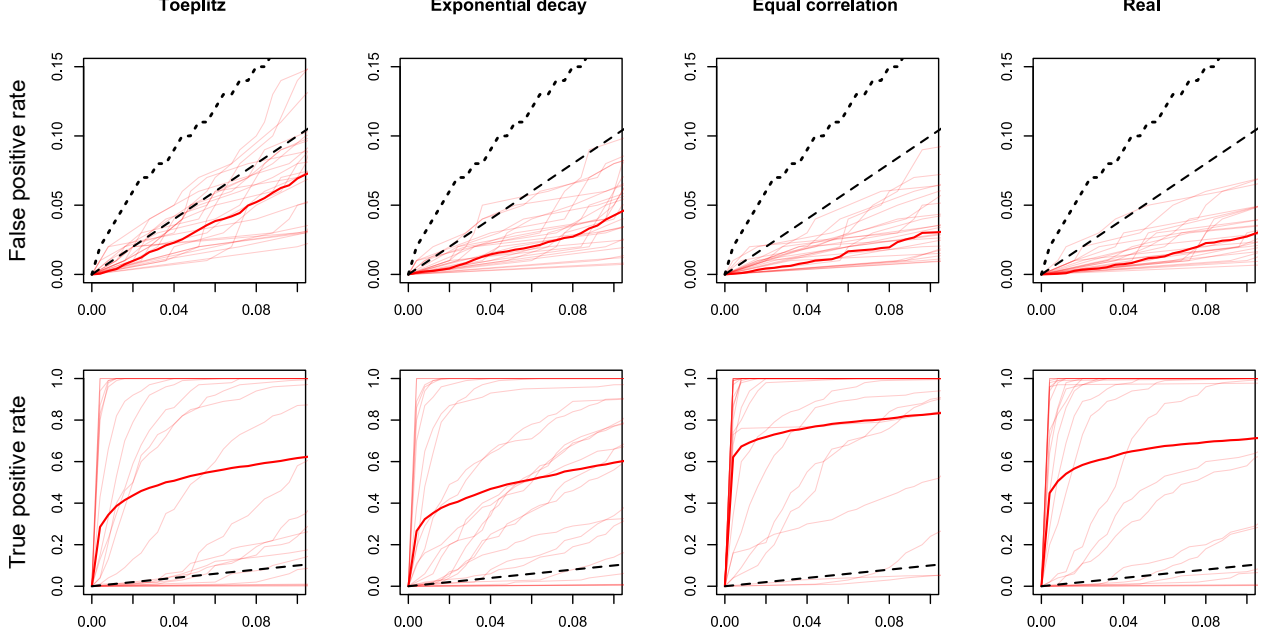 Toeplitz Exponential decay Equal correlation Real
False positive rate
0.15 0.15 0.15 0.15
0.10 0.10 0.10 0.10
0.05 0.05 0.05 0.05
0.00 0.00 0.00 0.00
0.00 0.04 0.08 0.00 0.04 0.08 0.00 0.04 0.08 0.00 0.04 0.08
True positive rate
1.0 1.0 1.0 1.0
0.8 0.8 0.8 0.8
0.6 0.6 0.6 0.6
0.4 0.4 0.4 0.4
0.2 0.2 0.2 0.2
0.0 0.0 0.0 0.0
0.00 0.04 0.08 0.00 0.04 0.08 0.00 0.04 0.08 0.00 0.04 0.08